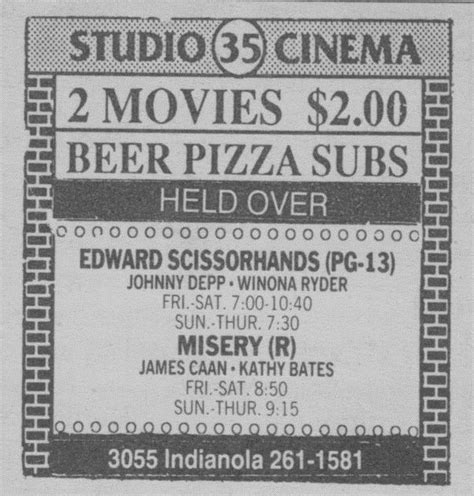 STUDIO 35 CINEMA
2 MOVIES $2.00
BEER PIZZA SUBS
HELD OVER
EDWARD SCISSORHANDS (PG-13)
JOHNNY DEPP • WINONA RYDER
FRI.-SAT. 7:00-10:40
SUN.-THUR. 7:30
MISERY (R)
JAMES CAAN • KATHY BATES
FRI.-SAT. 8:50
SUN.-THUR. 9:15
3055 Indianola 261-1581